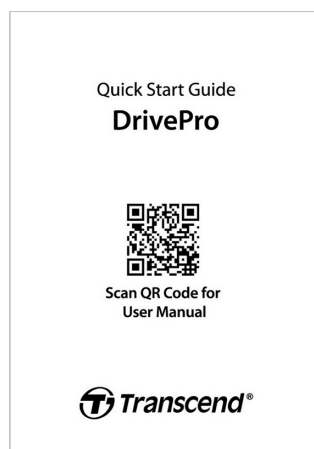 Quick Start Guide
DrivePro
Scan QR Code for
User Manual
Transcend®